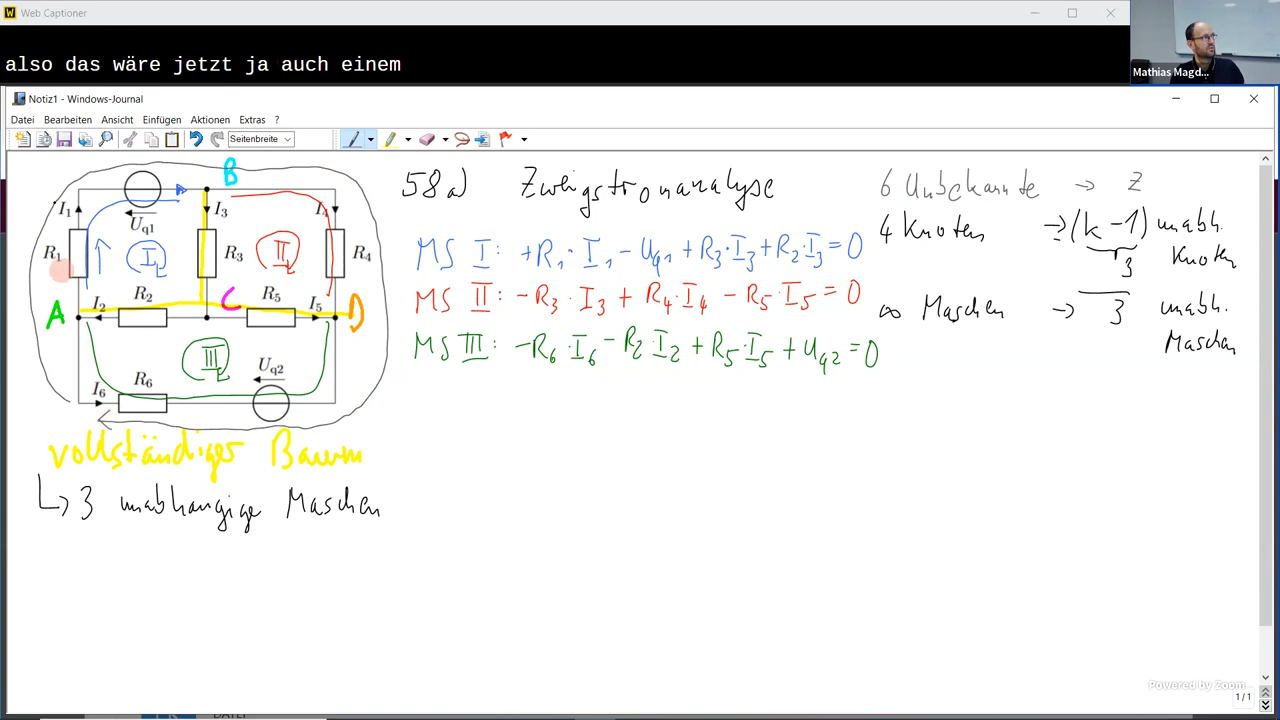 Web Captioner
also das wäre jetzt ja auch einem
Mathias Magd...
Notiz1 - Windows-Journal
Datei Bearbeiten Ansicht Einfügen Aktionen Extras ?
Seitenbreite
B
I1 Uq1 I3 I4
R1 I R3 II R4
A I2 R2 C R5 I5 D
III
I6 R6 Uq2
vollständiger Baum
↳ 3 unabhängige Maschen
58a) Zweigstromanalyse
MS I: +R1·I1 - Uq1 + R3·I3 + R2·I3 = 0
MS II: -R3·I3 + R4·I4 - R5·I5 = 0
MS III: -R6·I6 - R2·I2 + R5·I5 + Uq2 = 0
6 Unbekannte → Z
4 Knoten → (k-1) unabh. Knoten
3
∞ Maschen → 3 unabh. Maschen
Powered by Zoom
1/1
DATEI